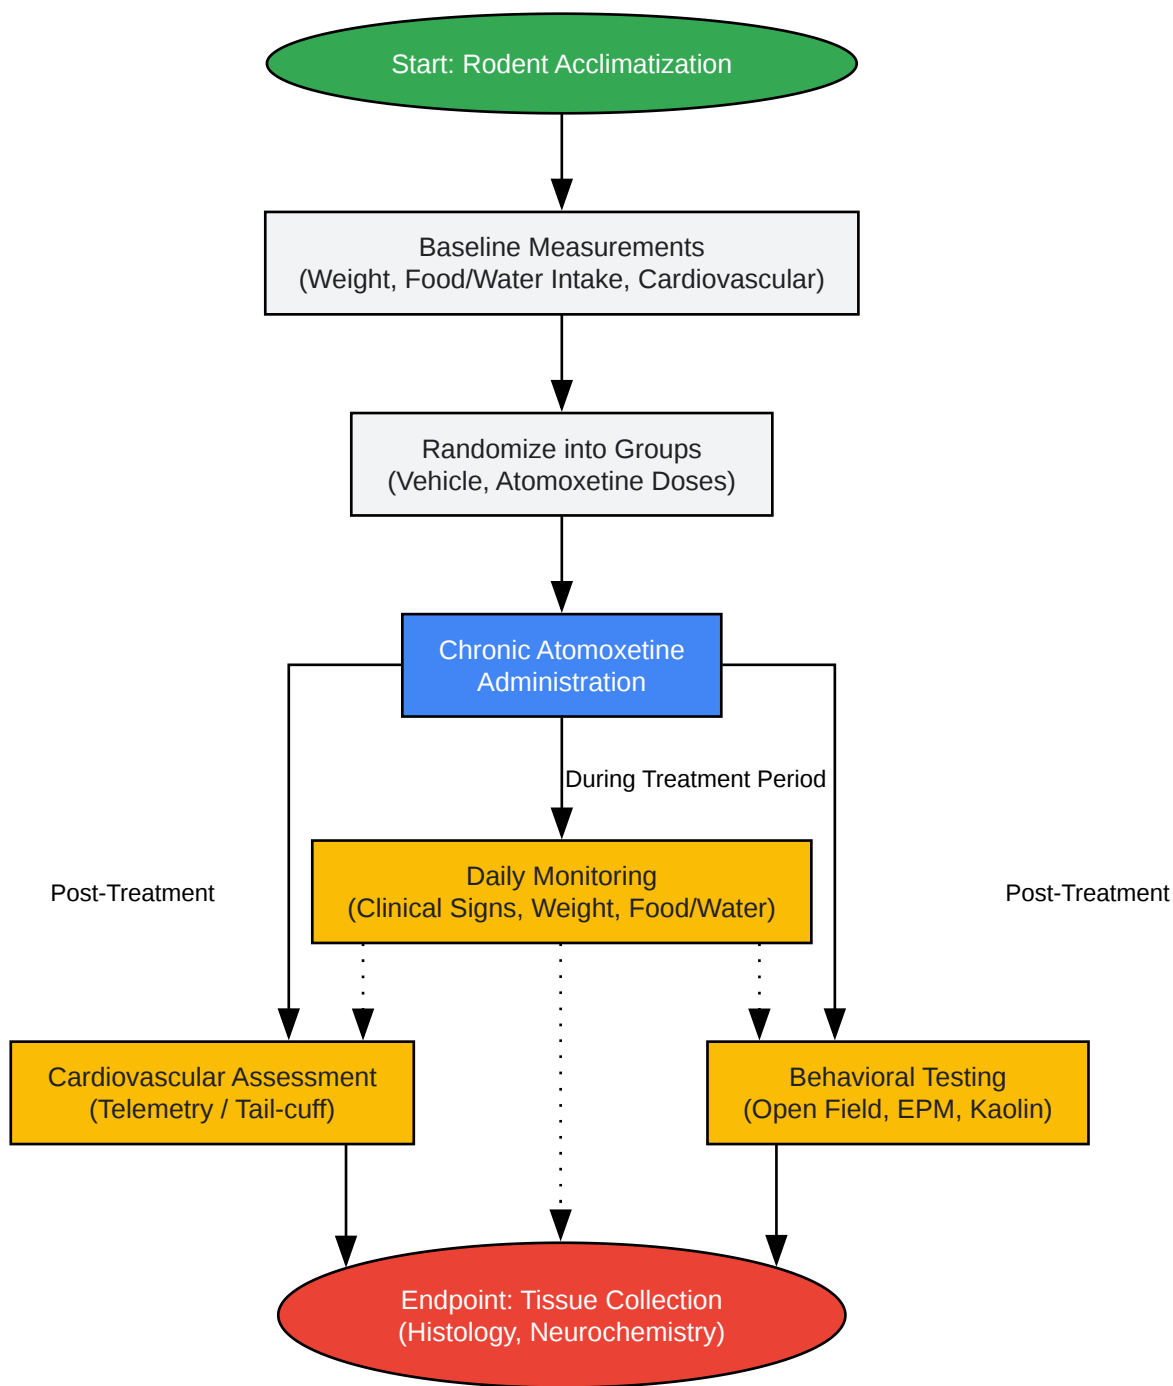 Start: Rodent Acclimatization
Baseline Measurements
(Weight, Food/Water Intake, Cardiovascular)
Randomize into Groups
(Vehicle, Atomoxetine Doses)
Chronic Atomoxetine
Administration
During Treatment Period
Daily Monitoring
(Clinical Signs, Weight, Food/Water)
Post-Treatment
Post-Treatment
Cardiovascular Assessment
(Telemetry / Tail-cuff)
Behavioral Testing
(Open Field, EPM, Kaolin)
Endpoint: Tissue Collection
(Histology, Neurochemistry)